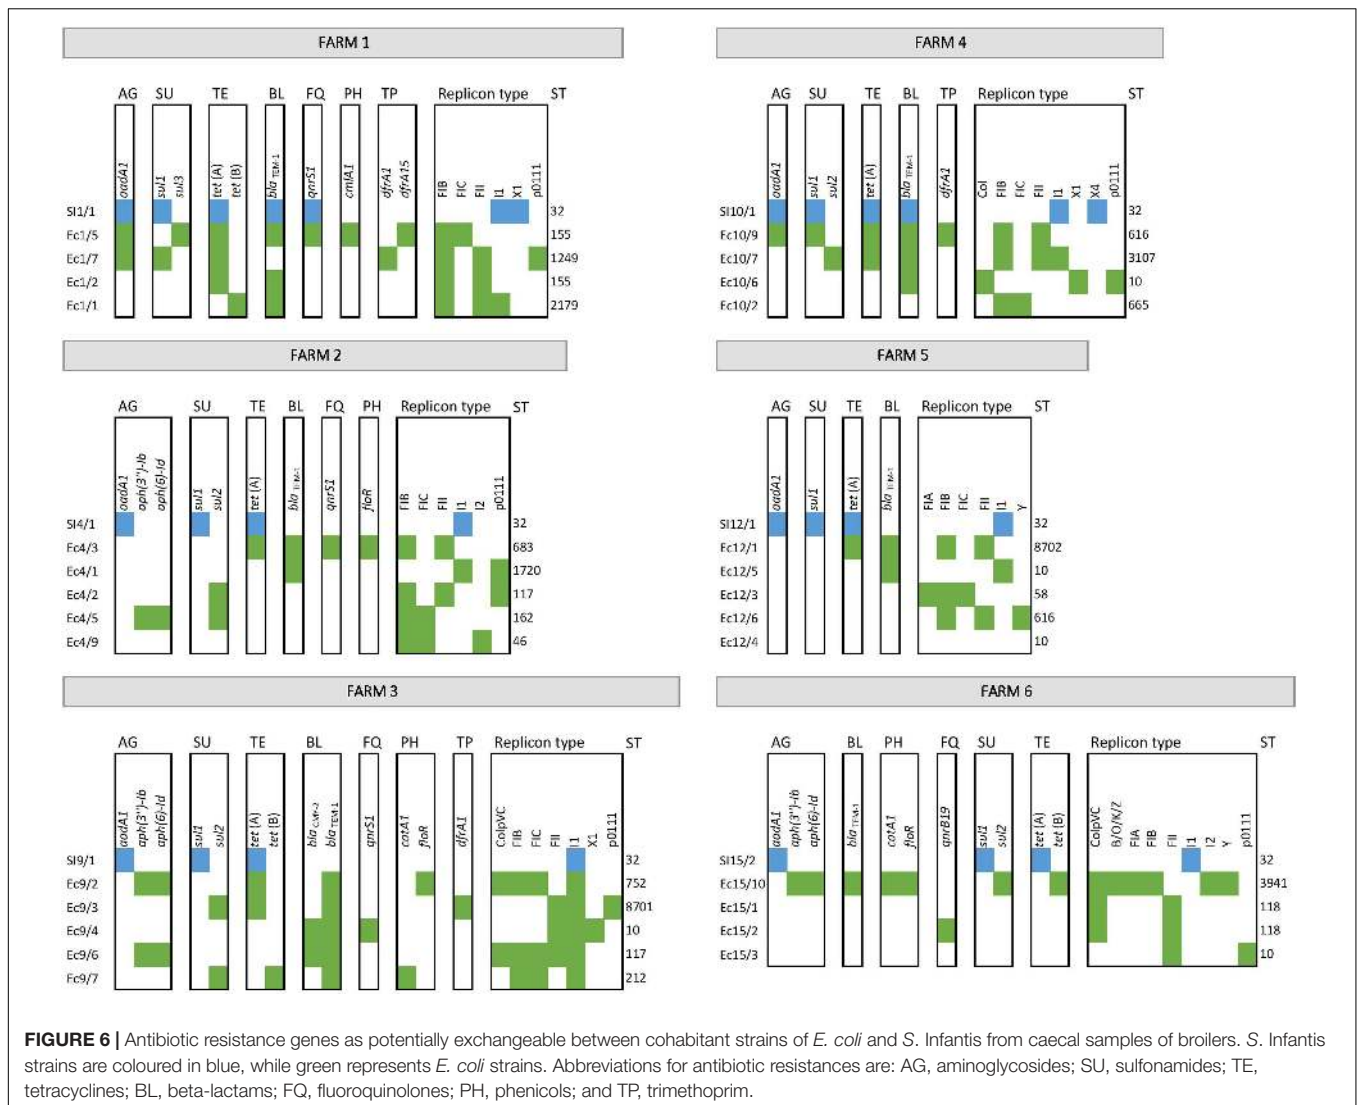 FARM 1
AG SU TE BL FQ PH TP Replicon type ST
aadA1 sul1 sul3 tet (A) tet (B) bla TEM-1 qnrS1 cmlA1 dfrA1 dfrA15 FIB FIC FII I1 X1 p0111
SI1/1 32
Ec1/5 155
Ec1/7 1249
Ec1/2 155
Ec1/1 2179
FARM 4
AG SU TE BL TP Replicon type ST
aadA1 sul1 sul2 tet (A) bla TEM-1 dfrA1 Col FIB FIC FII I1 X1 X4 p0111
SI10/1 32
Ec10/9 616
Ec10/7 3107
Ec10/6 10
Ec10/2 665
FARM 2
AG SU TE BL FQ PH Replicon type ST
aadA1 aph(3")-Ib aph(6)-Id sul1 sul2 tet (A) bla TEM-1 qnrS1 floR FIB FIC FII I1 I2 p0111
SI4/1 32
Ec4/3 683
Ec4/1 1720
Ec4/2 117
Ec4/5 162
Ec4/9 46
FARM 5
AG SU TE BL Replicon type ST
aadA1 sul1 tet (A) bla TEM-1 FIA FIB FIC FII I1 Y
SI12/1 32
Ec12/1 8702
Ec12/5 10
Ec12/3 58
Ec12/6 616
Ec12/4 10
FARM 3
AG SU TE BL FQ PH TP Replicon type ST
aadA1 aph(3")-Ib aph(6)-Id sul1 sul2 tet (A) tet (B) bla CMY-2 bla TEM-1 qnrS1 catA1 floR dfrA1 ColpVC FIB FIC FII I1 X1 p0111
SI9/1 32
Ec9/2 752
Ec9/3 8701
Ec9/4 10
Ec9/6 117
Ec9/7 212
FARM 6
AG BL PH FQ SU TE Replicon type ST
aadA1 aph(3")-Ib aph(6)-Id bla TEM-1 catA1 floR qnrB19 sul1 sul2 tet (A) tet (B) ColpVC B/O/K/Z FIA FIB FII I1 I2 Y p0111
SI15/2 32
Ec15/10 3941
Ec15/1 118
Ec15/2 118
Ec15/3 10
FIGURE 6 | Antibiotic resistance genes as potentially exchangeable between cohabitant strains of E. coli and S. Infantis from caecal samples of broilers. S. Infantis
strains are coloured in blue, while green represents E. coli strains. Abbreviations for antibiotic resistances are: AG, aminoglycosides; SU, sulfonamides; TE,
tetracyclines; BL, beta-lactams; FQ, fluoroquinolones; PH, phenicols; and TP, trimethoprim.